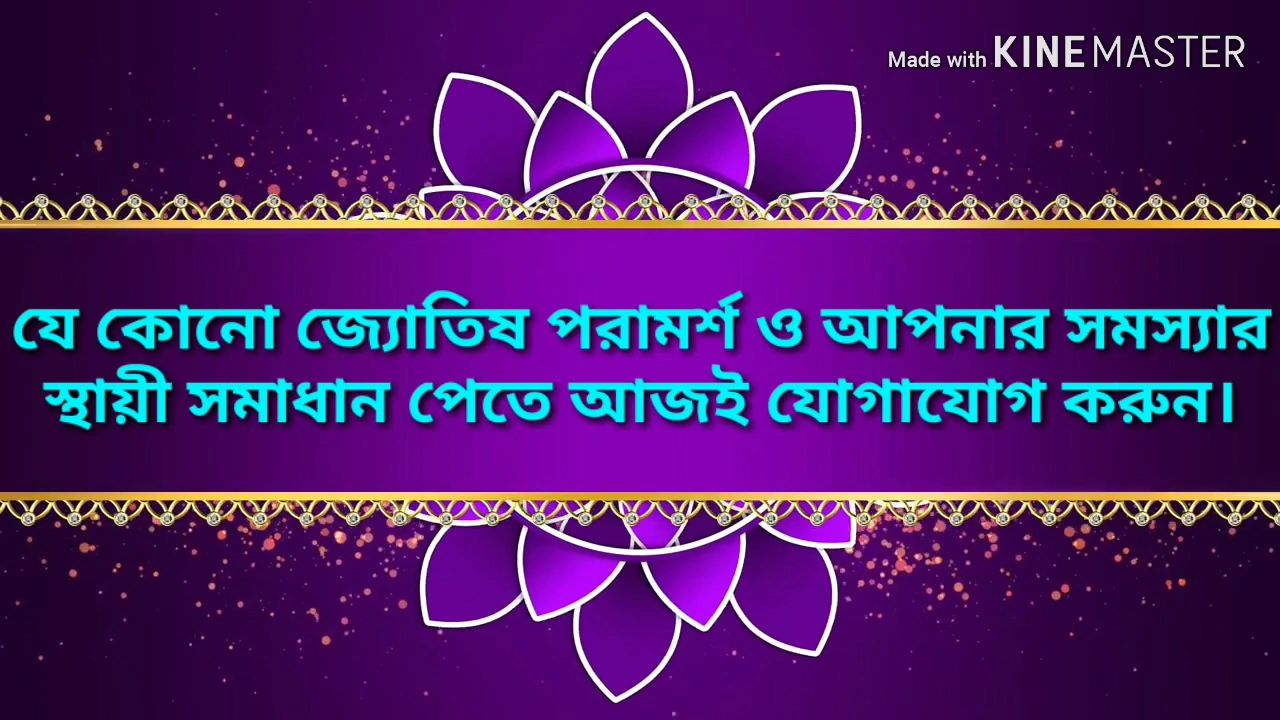 Made with KINEMASTER
যে কোনো জ্যোতিষ পরামর্শ ও আপনার সমস্যার
স্থায়ী সমাধান পেতে আজই যোগাযোগ করুন।